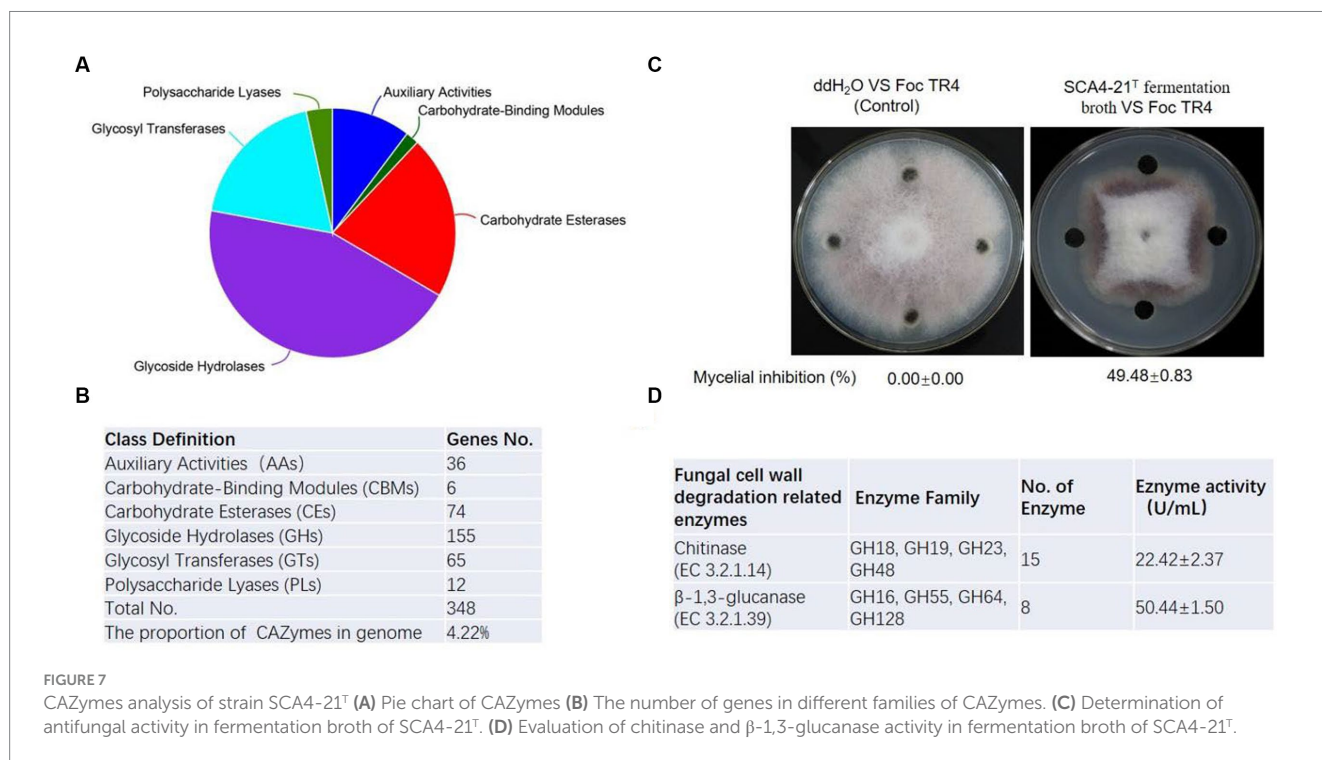 A
Polysaccharide Lyases
Auxiliary Activities
Carbohydrate-Binding Modules
Glycosyl Transferases
Carbohydrate Esterases
Glycoside Hydrolases
B
Class Definition Genes No.
Auxiliary Activities（AAs） 36
Carbohydrate-Binding Modules (CBMs) 6
Carbohydrate Esterases (CEs) 74
Glycoside Hydrolases (GHs) 155
Glycosyl Transferases (GTs) 65
Polysaccharide Lyases (PLs) 12
Total No. 348
The proportion of CAZymes in genome 4.22%
C
ddH₂O VS Foc TR4
(Control)
SCA4-21ᵀ fermentation
broth VS Foc TR4
Mycelial inhibition (%) 0.00±0.00 49.48±0.83
D
Fungal cell wall
degradation related
enzymes
Enzyme Family
No. of
Enzyme
Eznyme activity
（U/mL）
Chitinase
(EC 3.2.1.14)
GH18, GH19, GH23,
GH48
15
22.42±2.37
β-1,3-glucanase
(EC 3.2.1.39)
GH16, GH55, GH64,
GH128
8
50.44±1.50
FIGURE 7
CAZymes analysis of strain SCA4-21ᵀ (A) Pie chart of CAZymes (B) The number of genes in different families of CAZymes. (C) Determination of
antifungal activity in fermentation broth of SCA4-21ᵀ. (D) Evaluation of chitinase and β-1,3-glucanase activity in fermentation broth of SCA4-21ᵀ.